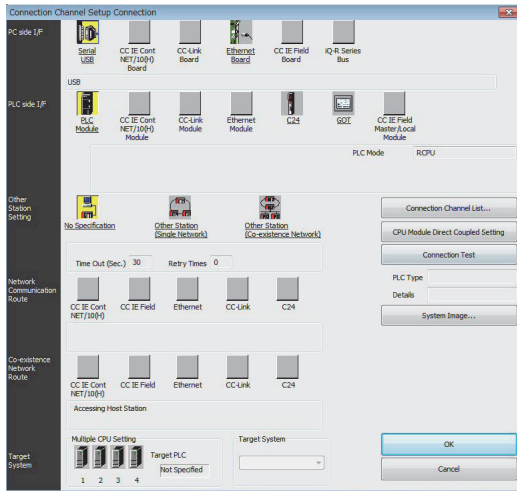 Connection Channel Setup Connection
PC side I/F
Serial
USB
CC IE Cont
NET/10(H)
Board
CC-Link
Board
Ethernet
Board
CC IE Field
Board
iQ-R Series
Bus
USB
PLC side I/F
PLC
Module
CC IE Cont
NET/10(H)
Module
CC-Link
Module
Ethernet
Module
C24
GOT
CC IE Field
Master/Local
Module
PLC Mode
RCPU
Other
Station
Setting
No Specification
Other Station
(Single Network)
Other Station
(Co-existence Network)
Time Out (Sec.) 30
Retry Times 0
Connection Channel List...
CPU Module Direct Coupled Setting
Connection Test
PLC Type
Details
System Image...
Network
Communication
Route
CC IE Cont
NET/10(H)
CC IE Field
Ethernet
CC-Link
C24
Co-existence
Network
Route
CC IE Cont
NET/10(H)
CC IE Field
Ethernet
CC-Link
C24
Accessing Host Station
Target
System
Multiple CPU Setting
1 2 3 4
Target PLC
Not Specified
Target System
OK
Cancel